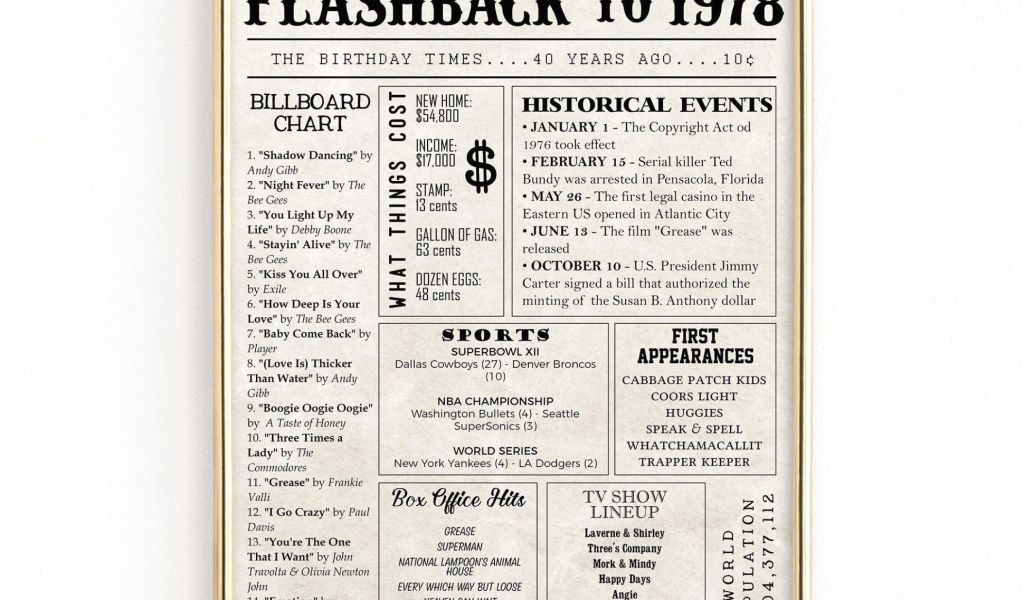 FLASHBACK TO 1978
THE BIRTHDAY TIMES....40 YEARS AGO....10¢
BILLBOARD
CHART
1. "Shadow Dancing" by
Andy Gibb
2. "Night Fever" by The
Bee Gees
3. "You Light Up My
Life" by Debby Boone
4. "Stayin' Alive" by The
Bee Gees
5. "Kiss You All Over"
by Exile
6. "How Deep Is Your
Love" by The Bee Gees
7. "Baby Come Back" by
Player
8. "(Love Is) Thicker
Than Water" by Andy
Gibb
9. "Boogie Oogie Oogie"
by A Taste of Honey
10. "Three Times a
Lady" by The
Commodores
11. "Grease" by Frankie
Valli
12. "I Go Crazy" by Paul
Davis
13. "You're The One
That I Want" by John
Travolta & Olivia Newton
John
14. "Emotion" by
WHAT THINGS COST
NEW HOME:
$54,800
INCOME:
$17,000
STAMP:
13 cents
GALLON OF GAS:
63 cents
DOZEN EGGS:
48 cents
$
HISTORICAL EVENTS
• JANUARY 1 - The Copyright Act od
1976 took effect
• FEBRUARY 15 - Serial killer Ted
Bundy was arrested in Pensacola, Florida
• MAY 26 - The first legal casino in the
Eastern US opened in Atlantic City
• JUNE 13 - The film "Grease" was
released
• OCTOBER 10 - U.S. President Jimmy
Carter signed a bill that authorized the
minting of the Susan B. Anthony dollar
SPORTS
SUPERBOWL XII
Dallas Cowboys (27) - Denver Broncos
(10)
NBA CHAMPIONSHIP
Washington Bullets (4) - Seattle
SuperSonics (3)
WORLD SERIES
New York Yankees (4) - LA Dodgers (2)
FIRST
APPEARANCES
CABBAGE PATCH KIDS
COORS LIGHT
HUGGIES
SPEAK & SPELL
WHATCHAMACALLIT
TRAPPER KEEPER
Box Office Hits
GREASE
SUPERMAN
NATIONAL LAMPOON'S ANIMAL
HOUSE
EVERY WHICH WAY BUT LOOSE
HEAVEN CAN WAIT
TV SHOW
LINEUP
Laverne & Shirley
Three's Company
Mork & Mindy
Happy Days
Angie
WORLD
PULATION
04,377,112